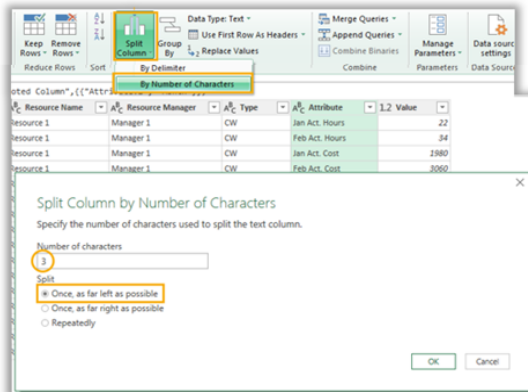 Data Type: Text
Use First Row As Headers
Replace Values
Keep Rows
Remove Rows
Split Column
Group By
Merge Queries
Append Queries
Combine Binaries
Manage Parameters
Data sourc settings
Reduce Rows
Sort
Combine
Parameters
Data Source
By Delimiter
By Number of Characters
oted Column",{{"
Resource Name
Resource Manager
Type
Attribute
1.2 Value
Resource 1 Manager 1 CW Jan Act. Hours 22
Resource 1 Manager 1 CW Feb Act. Hours 34
Resource 1 Manager 1 CW Jan Act. Cost 1980
Resource 1 Manager 1 CW Feb Act. Cost 3060
Split Column by Number of Characters
Specify the number of characters used to split the text column.
Number of characters
3
Split
Once, as far left as possible
Once, as far right as possible
Repeatedly
OK
Cancel